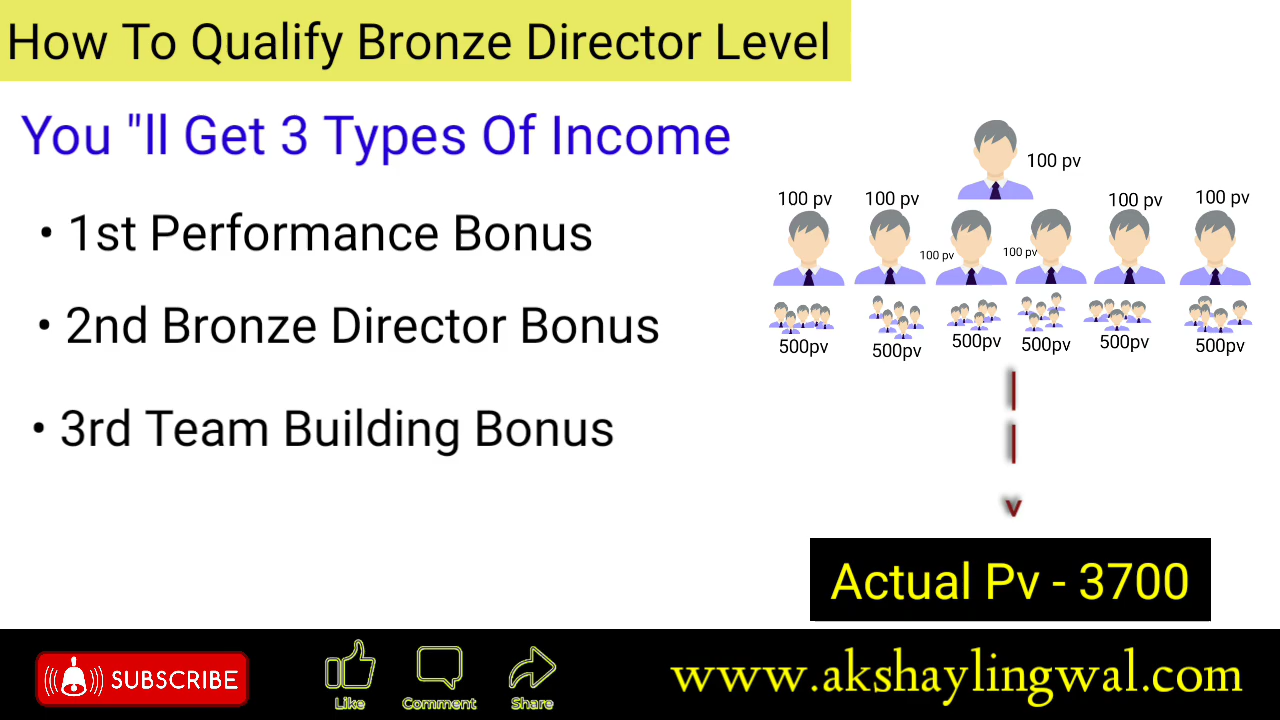 How To Qualify Bronze Director Level
You "ll Get 3 Types Of Income
• 1st Performance Bonus
• 2nd Bronze Director Bonus
• 3rd Team Building Bonus
100 pv
100 pv
100 pv
100 pv
100 pv
100 pv
100 pv
500pv
500pv
500pv
500pv
500pv
500pv
v
Actual Pv - 3700
SUBSCRIBE
Like
Comment
Share
www.akshaylingwal.com